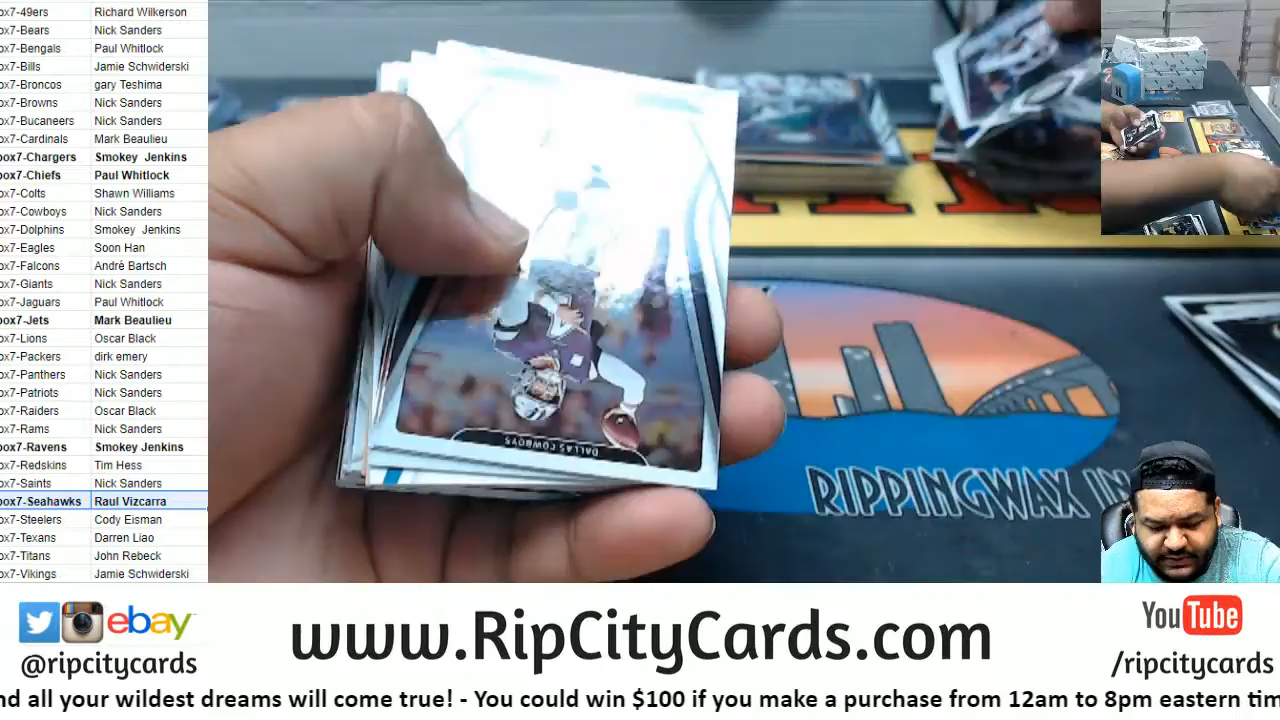 ox7-49ers Richard Wilkerson
ox7-Bears Nick Sanders
ox7-Bengals Paul Whitlock
ox7-Bills Jamie Schwiderski
ox7-Broncos gary Teshima
ox7-Browns Nick Sanders
ox7-Bucaneers Nick Sanders
ox7-Cardinals Mark Beaulieu
box7-Chargers Smokey Jenkins
box7-Chiefs Paul Whitlock
ox7-Colts Shawn Williams
ox7-Cowboys Nick Sanders
ox7-Dolphins Smokey Jenkins
ox7-Eagles Soon Han
ox7-Falcons Andrè Bartsch
ox7-Giants Nick Sanders
ox7-Jaguars Paul Whitlock
box7-Jets Mark Beaulieu
ox7-Lions Oscar Black
ox7-Packers dirk emery
ox7-Panthers Nick Sanders
ox7-Patriots Nick Sanders
ox7-Raiders Oscar Black
ox7-Rams Nick Sanders
box7-Ravens Smokey Jenkins
ox7-Redskins Tim Hess
ox7-Saints Nick Sanders
box7-Seahawks Raul Vizcarra
ox7-Steelers Cody Eisman
ox7-Texans Darren Liao
ox7-Titans John Rebeck
ox7-Vikings Jamie Schwiderski
DALLAS COWBOYS
RIPPINGWAX IN
ebay
@ripcitycards
www.RipCityCards.com
YouTube
/ripcitycards
nd all your wildest dreams will come true! - You could win $100 if you make a purchase from 12am to 8pm eastern tim